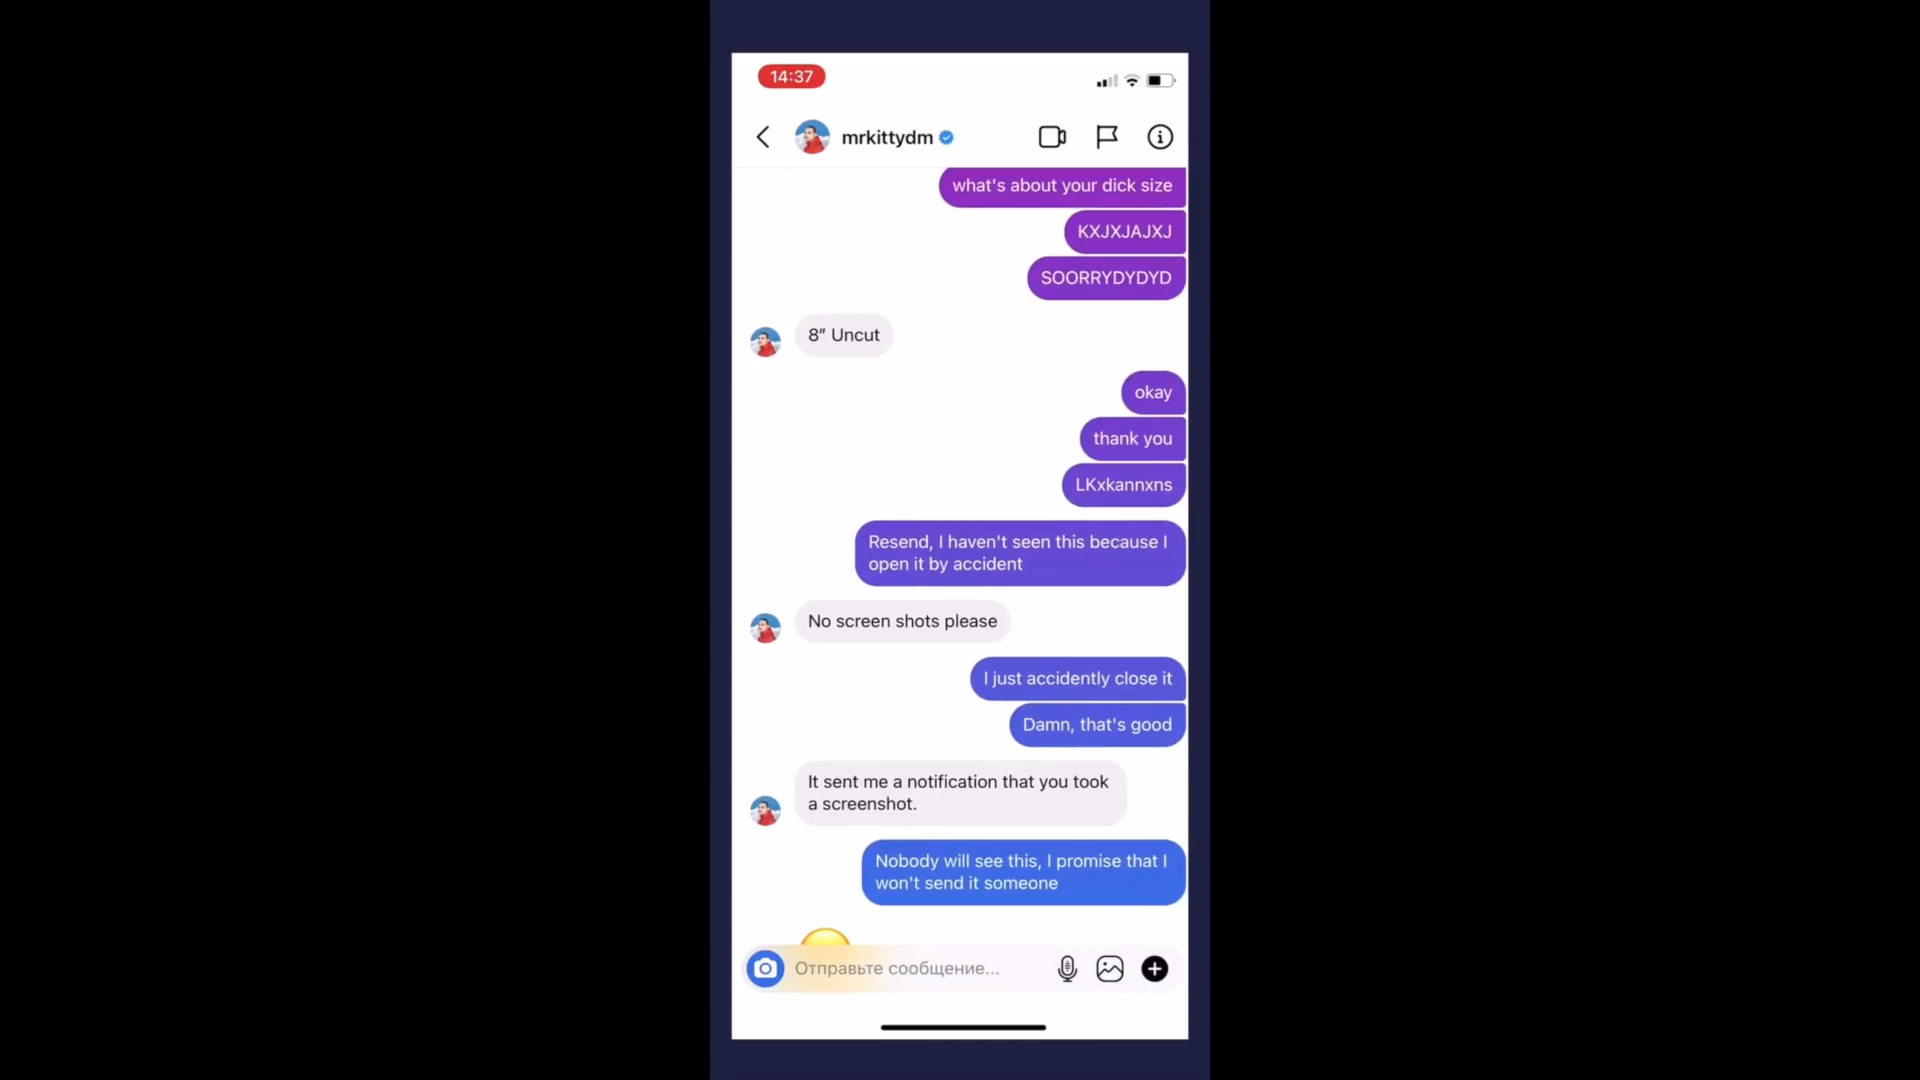 14:37
mrkittydm
what's about your dick size
KXJXJAJXJ
SOORRYDYDYD
8” Uncut
okay
thank you
LKxkannxns
Resend, I haven't seen this because I
open it by accident
No screen shots please
I just accidently close it
Damn, that's good
It sent me a notification that you took
a screenshot.
Nobody will see this, I promise that I
won't send it someone
Отправьте сообщение...